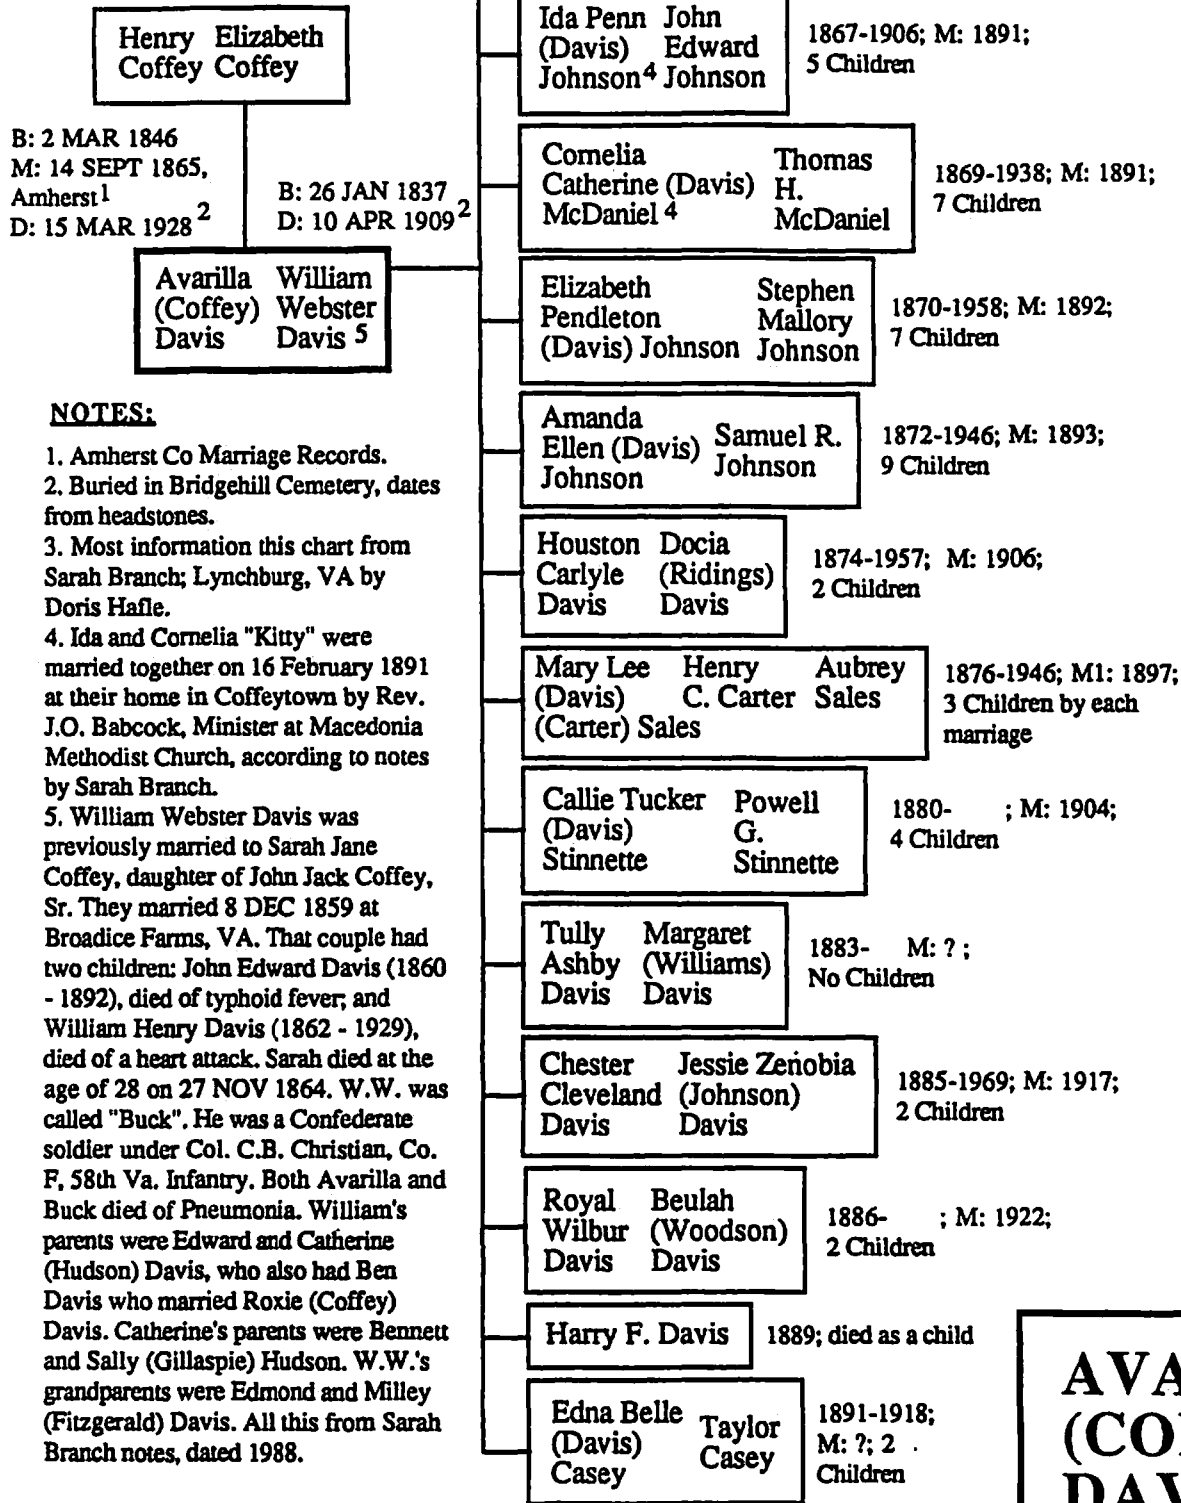 Henry Elizabeth
Coffey Coffey
B: 2 MAR 1846
M: 14 SEPT 1865,
Amherst 1
D: 15 MAR 1928 2
B: 26 JAN 1837
D: 10 APR 1909 2
Avarilla William
(Coffey) Webster
Davis Davis 5
NOTES:
1. Amherst Co Marriage Records.
2. Buried in Bridgehill Cemetery, dates
from headstones.
3. Most information this chart from
Sarah Branch; Lynchburg, VA by
Doris Hafle.
4. Ida and Cornelia "Kitty" were
married together on 16 February 1891
at their home in Coffeytown by Rev.
J.O. Babcock, Minister at Macedonia
Methodist Church, according to notes
by Sarah Branch.
5. William Webster Davis was
previously married to Sarah Jane
Coffey, daughter of John Jack Coffey,
Sr. They married 8 DEC 1859 at
Broadice Farms, VA. That couple had
two children: John Edward Davis (1860
- 1892), died of typhoid fever; and
William Henry Davis (1862 - 1929),
died of a heart attack. Sarah died at the
age of 28 on 27 NOV 1864. W.W. was
called "Buck". He was a Confederate
soldier under Col. C.B. Christian, Co.
F, 58th Va. Infantry. Both Avarilla and
Buck died of Pneumonia. William's
parents were Edward and Catherine
(Hudson) Davis, who also had Ben
Davis who married Roxie (Coffey)
Davis. Catherine's parents were Bennett
and Sally (Gillaspie) Hudson. W.W.'s
grandparents were Edmond and Milley
(Fitzgerald) Davis. All this from Sarah
Branch notes, dated 1988.
Ida Penn John
(Davis) Edward
Johnson 4 Johnson
1867-1906; M: 1891;
5 Children
Cornelia Thomas
Catherine (Davis) H.
McDaniel 4 McDaniel
1869-1938; M: 1891;
7 Children
Elizabeth Stephen
Pendleton Mallory
(Davis) Johnson Johnson
1870-1958; M: 1892;
7 Children
Amanda
Ellen (Davis) Samuel R.
Johnson Johnson
1872-1946; M: 1893;
9 Children
Houston Docia
Carlyle (Ridings)
Davis Davis
1874-1957; M: 1906;
2 Children
Mary Lee Henry Aubrey
(Davis) C. Carter Sales
(Carter) Sales
1876-1946; M1: 1897;
3 Children by each
marriage
Callie Tucker Powell
(Davis) G.
Stinnette Stinnette
1880- ; M: 1904;
4 Children
Tully Margaret
Ashby (Williams)
Davis Davis
1883- M: ? ;
No Children
Chester Jessie Zenobia
Cleveland (Johnson)
Davis Davis
1885-1969; M: 1917;
2 Children
Royal Beulah
Wilbur (Woodson)
Davis Davis
1886- ; M: 1922;
2 Children
Harry F. Davis
1889; died as a child
Edna Belle Taylor
(Davis) Casey
Casey
1891-1918;
M: ?; 2 .
Children
AVA
(CO
DAV